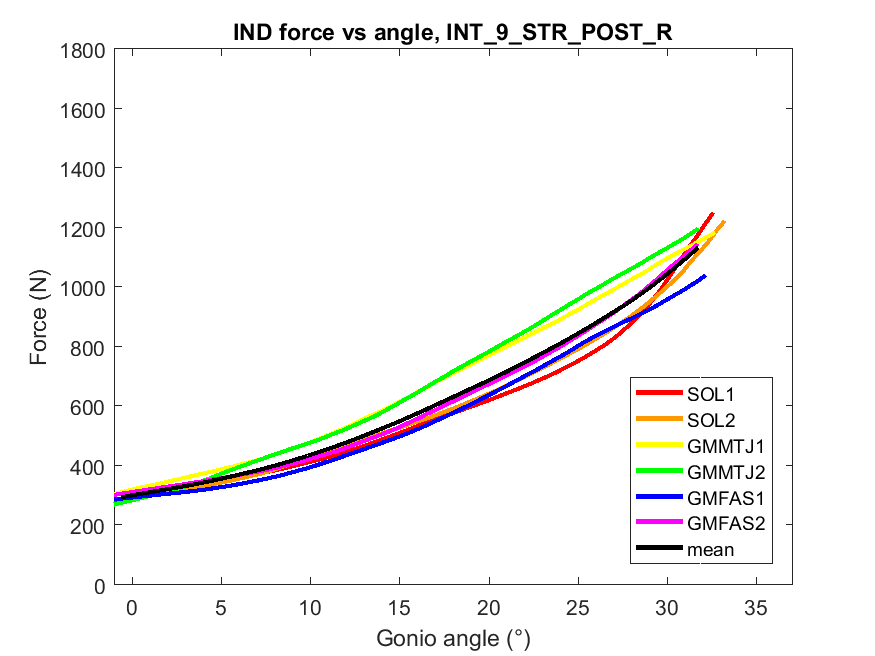 IND force vs angle, INT_9_STR_POST_R
1800
1600
1400
1200
1000
800
600
400
200
0
Force (N)
0 5 10 15 20 25 30 35
Gonio angle (°)
SOL1
SOL2
GMMTJ1
GMMTJ2
GMFAS1
GMFAS2
mean